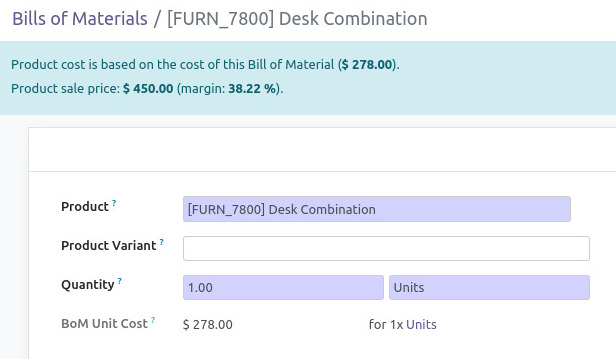 Bills of Materials / [FURN_7800] Desk Combination
Product cost is based on the cost of this Bill of Material ($ 278.00).
Product sale price: $ 450.00 (margin: 38.22 %).
Product ? [FURN_7800] Desk Combination
Product Variant ?
Quantity ? 1.00 Units
BoM Unit Cost ? $ 278.00 for 1x Units